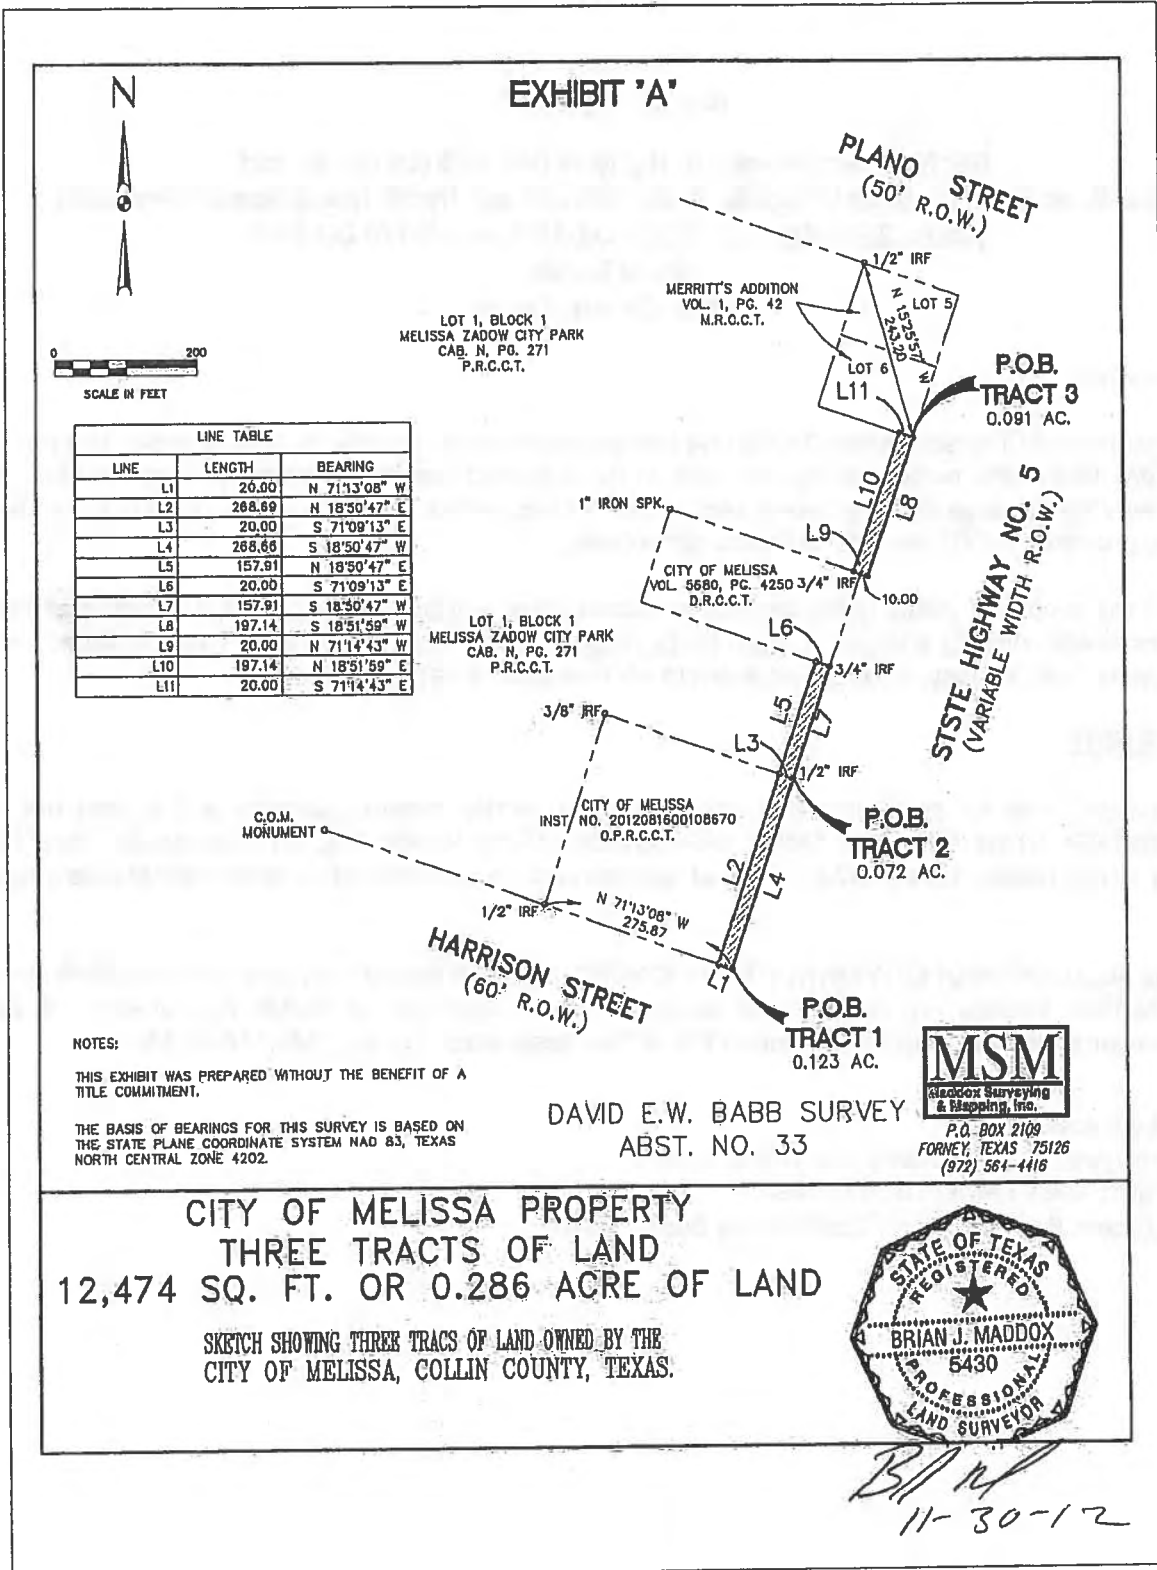 EXHIBIT "A"
N
PLANO STREET
(50' R.O.W.)
1/2" IRF
MERRITT'S ADDITION
VOL. 1, PG. 42
M.R.C.C.T.
LOT 5
N 15°25'57" W
243.20
LOT 6
L11
LOT 1, BLOCK 1
MELISSA ZADOW CITY PARK
CAB. N, PG. 271
P.R.C.C.T.
0 200
SCALE IN FEET
P.O.B.
TRACT 3
0.091 AC.
LINE TABLE
LINE LENGTH BEARING
L1 20.00 N 71°13'08" W
L2 268.69 N 18°50'47" E
L3 20.00 S 71°09'13" E
L4 268.66 S 18°50'47" W
L5 157.91 N 18°50'47" E
L6 20.00 S 71°09'13" E
L7 157.91 S 18°50'47" W
L8 197.14 S 18°51'59" W
L9 20.00 N 71°14'43" W
L10 197.14 N 18°51'59" E
L11 20.00 S 71°14'43" E
L10
L8
1" IRON SPK.
L9
CITY OF MELISSA
VOL. 5680, PG. 4250
D.R.C.C.T.
3/4" IRF
10.00
STSTE HIGHWAY NO. 5
(VARIABLE WIDTH R.O.W.)
LOT 1, BLOCK 1
MELISSA ZADOW CITY PARK
CAB. N, PG. 271
P.R.C.C.T.
L6
3/4" IRF
L5
L7
3/8" IRF
L3
1/2" IRF
CITY OF MELISSA
INST. NO. 2012081600108670
O.P.R.C.C.T.
C.O.M.
MONUMENT
P.O.B.
TRACT 2
0.072 AC.
L2
L4
1/2" IRF
N 71°13'08" W
275.87
HARRISON STREET
(60' R.O.W.)
L1
P.O.B.
TRACT 1
0.123 AC.
NOTES:
THIS EXHIBIT WAS PREPARED WITHOUT THE BENEFIT OF A
TITLE COMMITMENT.
THE BASIS OF BEARINGS FOR THIS SURVEY IS BASED ON
THE STATE PLANE COORDINATE SYSTEM NAD 83, TEXAS
NORTH CENTRAL ZONE 4202.
DAVID E.W. BABB SURVEY
ABST. NO. 33
MSM
Maddox Surveying
& Mapping, Inc.
P.O. BOX 2109
FORNEY, TEXAS 75126
(972) 564-4416
CITY OF MELISSA PROPERTY
THREE TRACTS OF LAND
12,474 SQ. FT. OR 0.286 ACRE OF LAND
SKETCH SHOWING THREE TRACS OF LAND OWNED BY THE
CITY OF MELISSA, COLLIN COUNTY, TEXAS.
STATE OF TEXAS
REGISTERED
BRIAN J. MADDOX
5430
PROFESSIONAL
LAND SURVEYOR
11-30-12